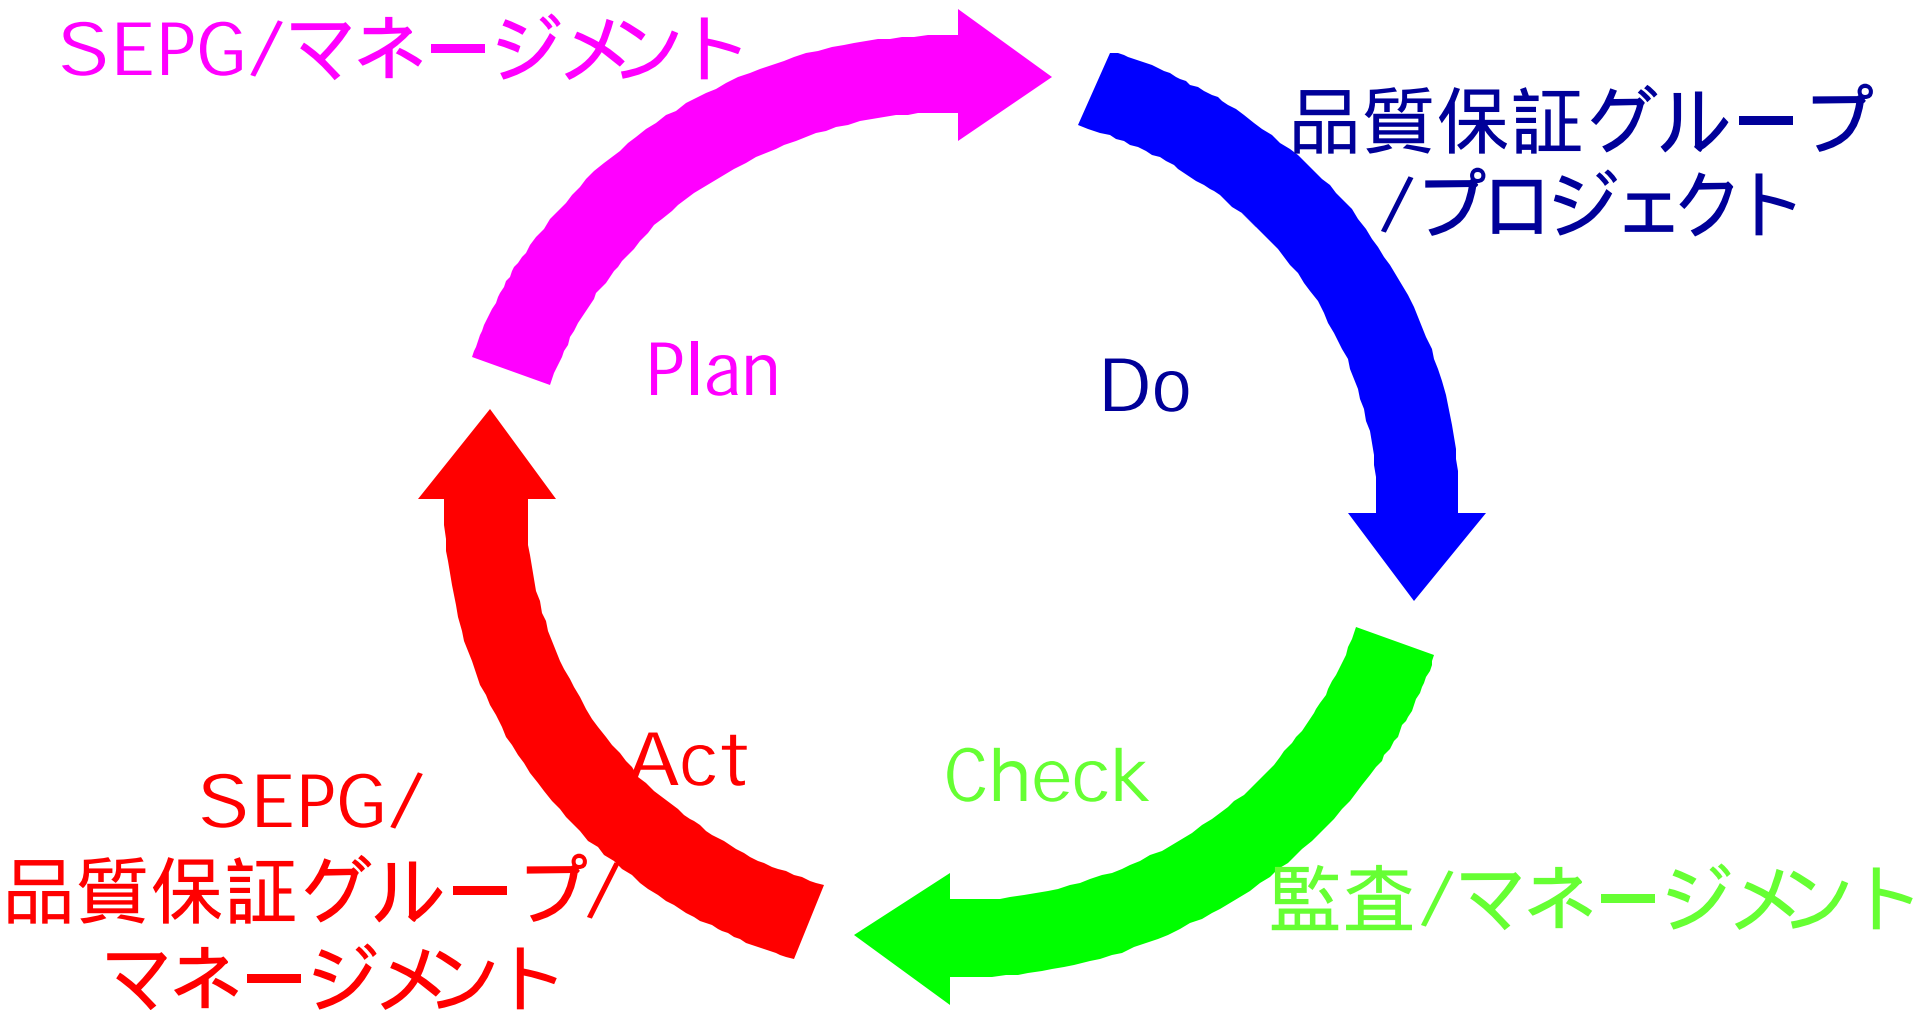 SEPG/マネージメント
品質保証グループ
/プロジェクト
Plan
Do
Act
Check
SEPG/
品質保証グループ/
マネージメント
監査/マネージメント